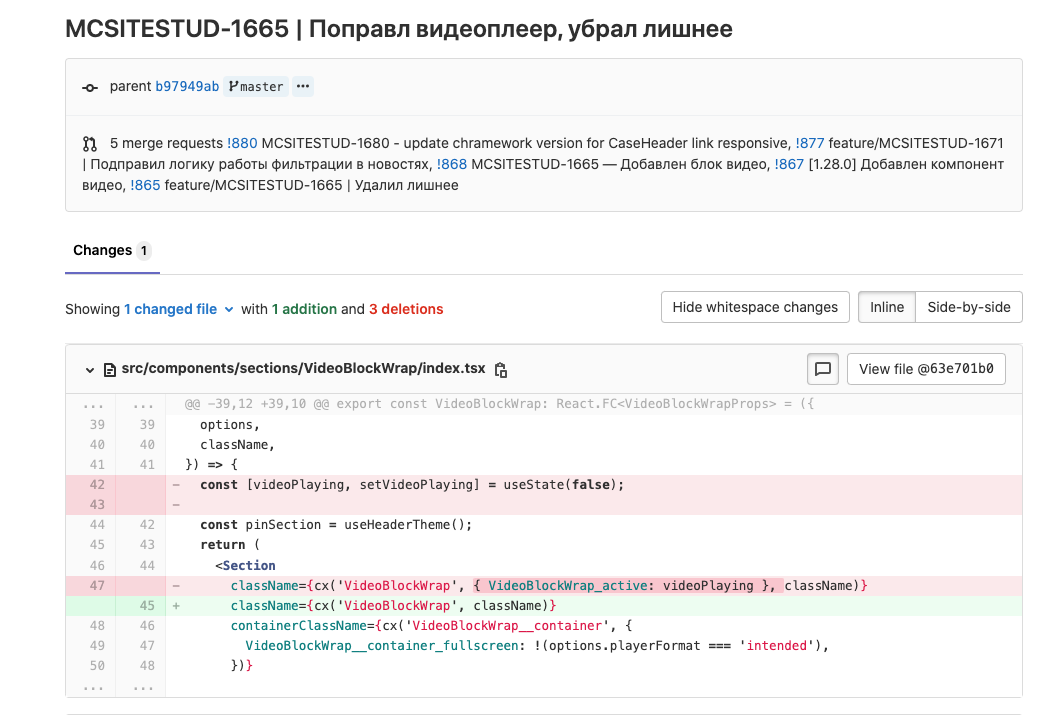 MCSITESTUD-1665 | Поправл видеоплеер, убрал лишнее
parent b97949ab master ···
5 merge requests !880 MCSITESTUD-1680 - update chramework version for CaseHeader link responsive, !877 feature/MCSITESTUD-1671
| Подправил логику работы фильтрации в новостях, !868 MCSITESTUD-1665 — Добавлен блок видео, !867 [1.28.0] Добавлен компонент
видео, !865 feature/MCSITESTUD-1665 | Удалил лишнее
Changes 1
Showing 1 changed file with 1 addition and 3 deletions
Hide whitespace changes Inline Side-by-side
src/components/sections/VideoBlockWrap/index.tsx View file @63e701b0
... ... @@ -39,12 +39,10 @@ export const VideoBlockWrap: React.FC<VideoBlockWrapProps> = ({
39 39 options,
40 40 className,
41 41 }) => {
42 - const [videoPlaying, setVideoPlaying] = useState(false);
43 -
44 42 const pinSection = useHeaderTheme();
45 43 return (
46 44 <Section
47 - className={cx('VideoBlockWrap', { VideoBlockWrap_active: videoPlaying }, className)}
45 + className={cx('VideoBlockWrap', className)}
48 46 containerClassName={cx('VideoBlockWrap__container', {
49 47 VideoBlockWrap__container_fullscreen: !(options.playerFormat === 'intended'),
50 48 })}
... ...